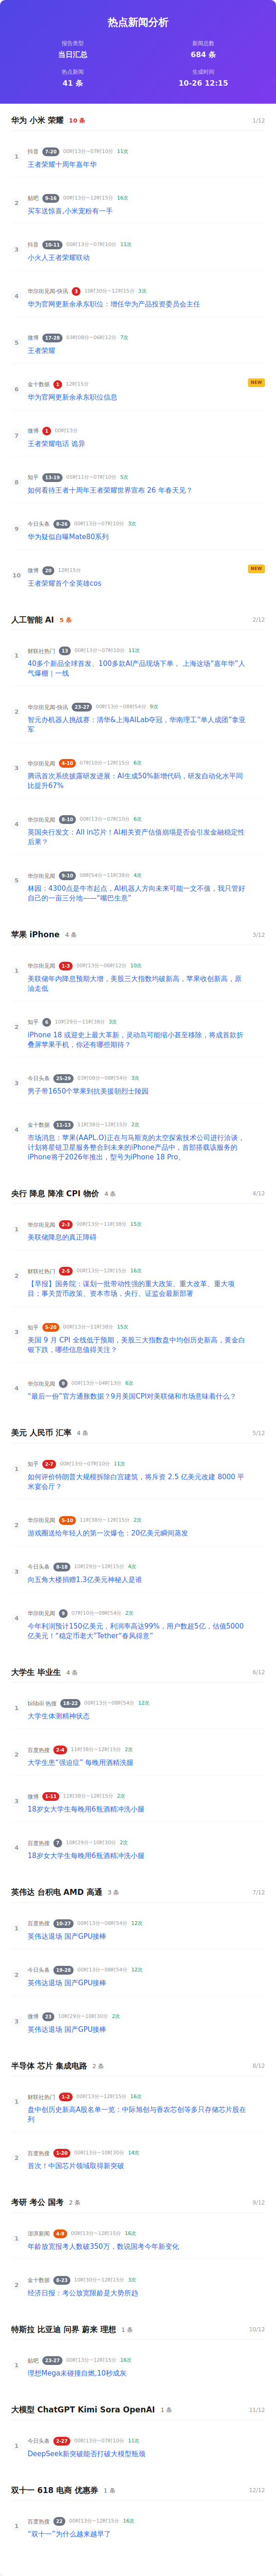 热点新闻分析
报告类型
新闻总数
当日汇总
684 条
热点新闻
生成时间
41 条
10-26 12:15
华为 小米 荣耀 10 条 1/12
1 抖音 7-20 00时13分~07时10分 11次
王者荣耀十周年嘉年华
2 贴吧 9-16 00时13分~12时15分 16次
买车送惊喜,小米宠粉有一手
3 抖音 10-11 00时13分~07时10分 11次
小火人王者荣耀联动
4 华尔街见闻-快讯 3 10时30分~12时15分 3次
华为官网更新余承东职位：增任华为产品投资委员会主任
5 微博 17-29 03时08分~06时12分 7次
王者荣耀
6 金十数据 1 12时15分 NEW
华为官网更新余承东职位信息
7 微博 1 00时13分
王者荣耀电话 诡异
8 知乎 13-19 05时11分~07时10分 5次
如何看待王者十周年王者荣耀世界宣布 26 年春天见？
9 今日头条 8-26 00时13分~07时10分 3次
华为疑似自曝Mate80系列
10 微博 28 12时15分 NEW
王者荣耀首个全英雄cos
人工智能 AI 5 条 2/12
1 财联社热门 13 00时13分~07时10分 11次
40多个新品全球首发、100多款AI产品现场下单， 上海这场“嘉年华”人
气爆棚｜一线
2 华尔街见闻-快讯 23-27 00时13分~08时54分 9次
智元办机器人挑战赛：清华&上海AILab夺冠，华南理工“单人成团”拿亚
军
3 华尔街见闻 4-10 07时10分~12时15分 6次
腾讯首次系统披露研发进展：AI生成50%新增代码，研发自动化水平同
比提升67%
4 华尔街见闻 8-10 00时13分~07时10分 6次
英国央行发文：All in芯片！AI相关资产估值崩塌是否会引发金融稳定性
后果？
5 华尔街见闻 9-10 08时54分~11时38分 4次
林园：4300点是牛市起点，AI机器人方向未来可能一文不值，我只管好
自己的一亩三分地——“嘴巴生意”
苹果 iPhone 4 条 3/12
1 华尔街见闻 1-3 00时13分~06时12分 10次
美联储年内降息预期大增，美股三大指数均破新高，苹果收创新高，原
油走低
2 知乎 6 10时29分~11时38分 3次
iPhone 18 或迎史上最大革新，灵动岛可能缩小甚至移除，将成首款折
叠屏苹果手机，你还有哪些期待？
3 今日头条 25-29 03时08分~08时54分 3次
男子带1650个苹果到抗美援朝烈士陵园
4 金十数据 11-13 11时38分~12时15分 2次
市场消息：苹果(AAPL.O)正在与马斯克的太空探索技术公司进行洽谈，
计划将星链卫星服务整合到未来的iPhone产品中，首部搭载该服务的
iPhone将于2026年推出，型号为iPhone 18 Pro。
央行 降息 降准 CPI 物价 4 条 4/12
1 华尔街见闻 2-3 00时13分~11时38分 15次
美联储降息的真正障碍
2 财联社热门 2-5 00时13分~12时15分 16次
【早报】国务院：谋划一批带动性强的重大政策、重大改革、重大项
目；事关货币政策、资本市场，央行、证监会最新部署
3 知乎 5-20 00时13分~11时38分 15次
美国 9 月 CPI 全线低于预期，美股三大指数盘中均创历史新高，黄金白
银下跌，哪些信息值得关注？
4 华尔街见闻 9 00时13分~04时13分 6次
“最后一份”官方通胀数据？9月美国CPI对美联储和市场意味着什么？
美元 人民币 汇率 4 条 5/12
1 知乎 2-7 00时13分~07时10分 11次
如何评价特朗普大规模拆除白宫建筑，将斥资 2.5 亿美元改建 8000 平
米宴会厅？
2 华尔街见闻 5-10 11时38分~12时15分 2次
游戏圈送给年轻人的第一次爆仓：20亿美元瞬间蒸发
3 今日头条 8-18 10时29分~12时15分 4次
向五角大楼捐赠1.3亿美元神秘人是谁
4 华尔街见闻 9 07时10分~08时54分 2次
今年利润预计150亿美元，利润率高达99%，用户数超5亿，估值5000
亿美元！“稳定币老大”Tether“春风得意”
大学生 毕业生 4 条 6/12
1 bilibili 热搜 18-22 00时13分~08时54分 12次
大学生体测精神状态
2 百度热搜 2-4 11时38分~12时15分 2次
大学生患“强迫症” 每晚用酒精洗腿
3 微博 1-11 11时38分~12时15分 2次
18岁女大学生每晚用6瓶酒精冲洗小腿
4 百度热搜 7 10时29分~10时30分 2次
18岁女大学生每晚用6瓶酒精冲洗小腿
英伟达 台积电 AMD 高通 3 条 7/12
1 百度热搜 10-27 00时13分~08时54分 12次
英伟达退场 国产GPU接棒
2 今日头条 19-28 00时13分~08时54分 12次
英伟达退场 国产GPU接棒
3 微博 23 10时29分~10时30分 2次
英伟达退场 国产GPU接棒
半导体 芯片 集成电路 2 条 8/12
1 财联社热门 1-2 00时13分~12时15分 16次
盘中创历史新高A股名单一览：中际旭创与香农芯创等多只存储芯片股在
列
2 百度热搜 1-20 00时13分~10时30分 14次
首次！中国芯片领域取得新突破
考研 考公 国考 2 条 9/12
1 澎湃新闻 4-9 00时13分~12时15分 16次
年龄放宽报考人数破350万，数说国考今年新变化
2 金十数据 8-23 10时30分~12时15分 3次
经济日报：考公放宽限龄是大势所趋
特斯拉 比亚迪 问界 蔚来 理想 1 条 10/12
1 贴吧 23-27 00时13分~12时15分 16次
理想Mega未碰撞自燃,10秒成灰
大模型 ChatGPT Kimi Sora OpenAI 1 条 11/12
1 今日头条 2-27 00时13分~07时10分 11次
DeepSeek新突破能否打破大模型瓶颈
双十一 618 电商 优惠券 1 条 12/12
1 百度热搜 22 00时13分~12时15分 16次
“双十一”为什么越来越早了